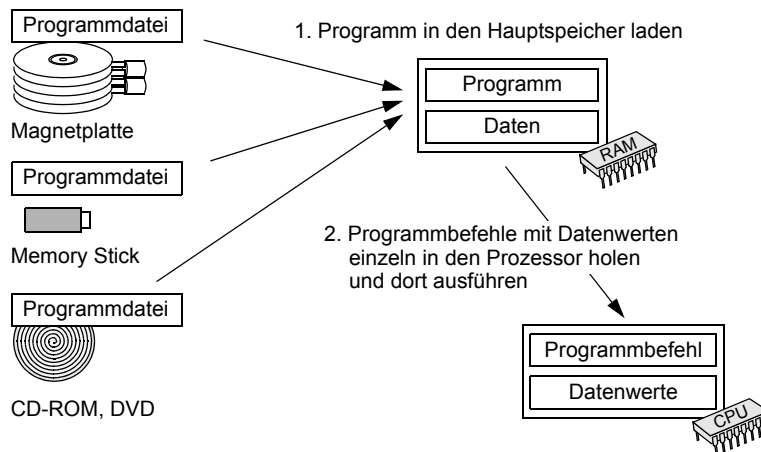 Programmdatei
Magnetplatte
Programmdatei
Memory Stick
Programmdatei
CD-ROM, DVD
1. Programm in den Hauptspeicher laden
Programm
Daten
RAM
2. Programmbefehle mit Datenwerten
einzeln in den Prozessor holen
und dort ausführen
Programmbefehl
Datenwerte
CPU